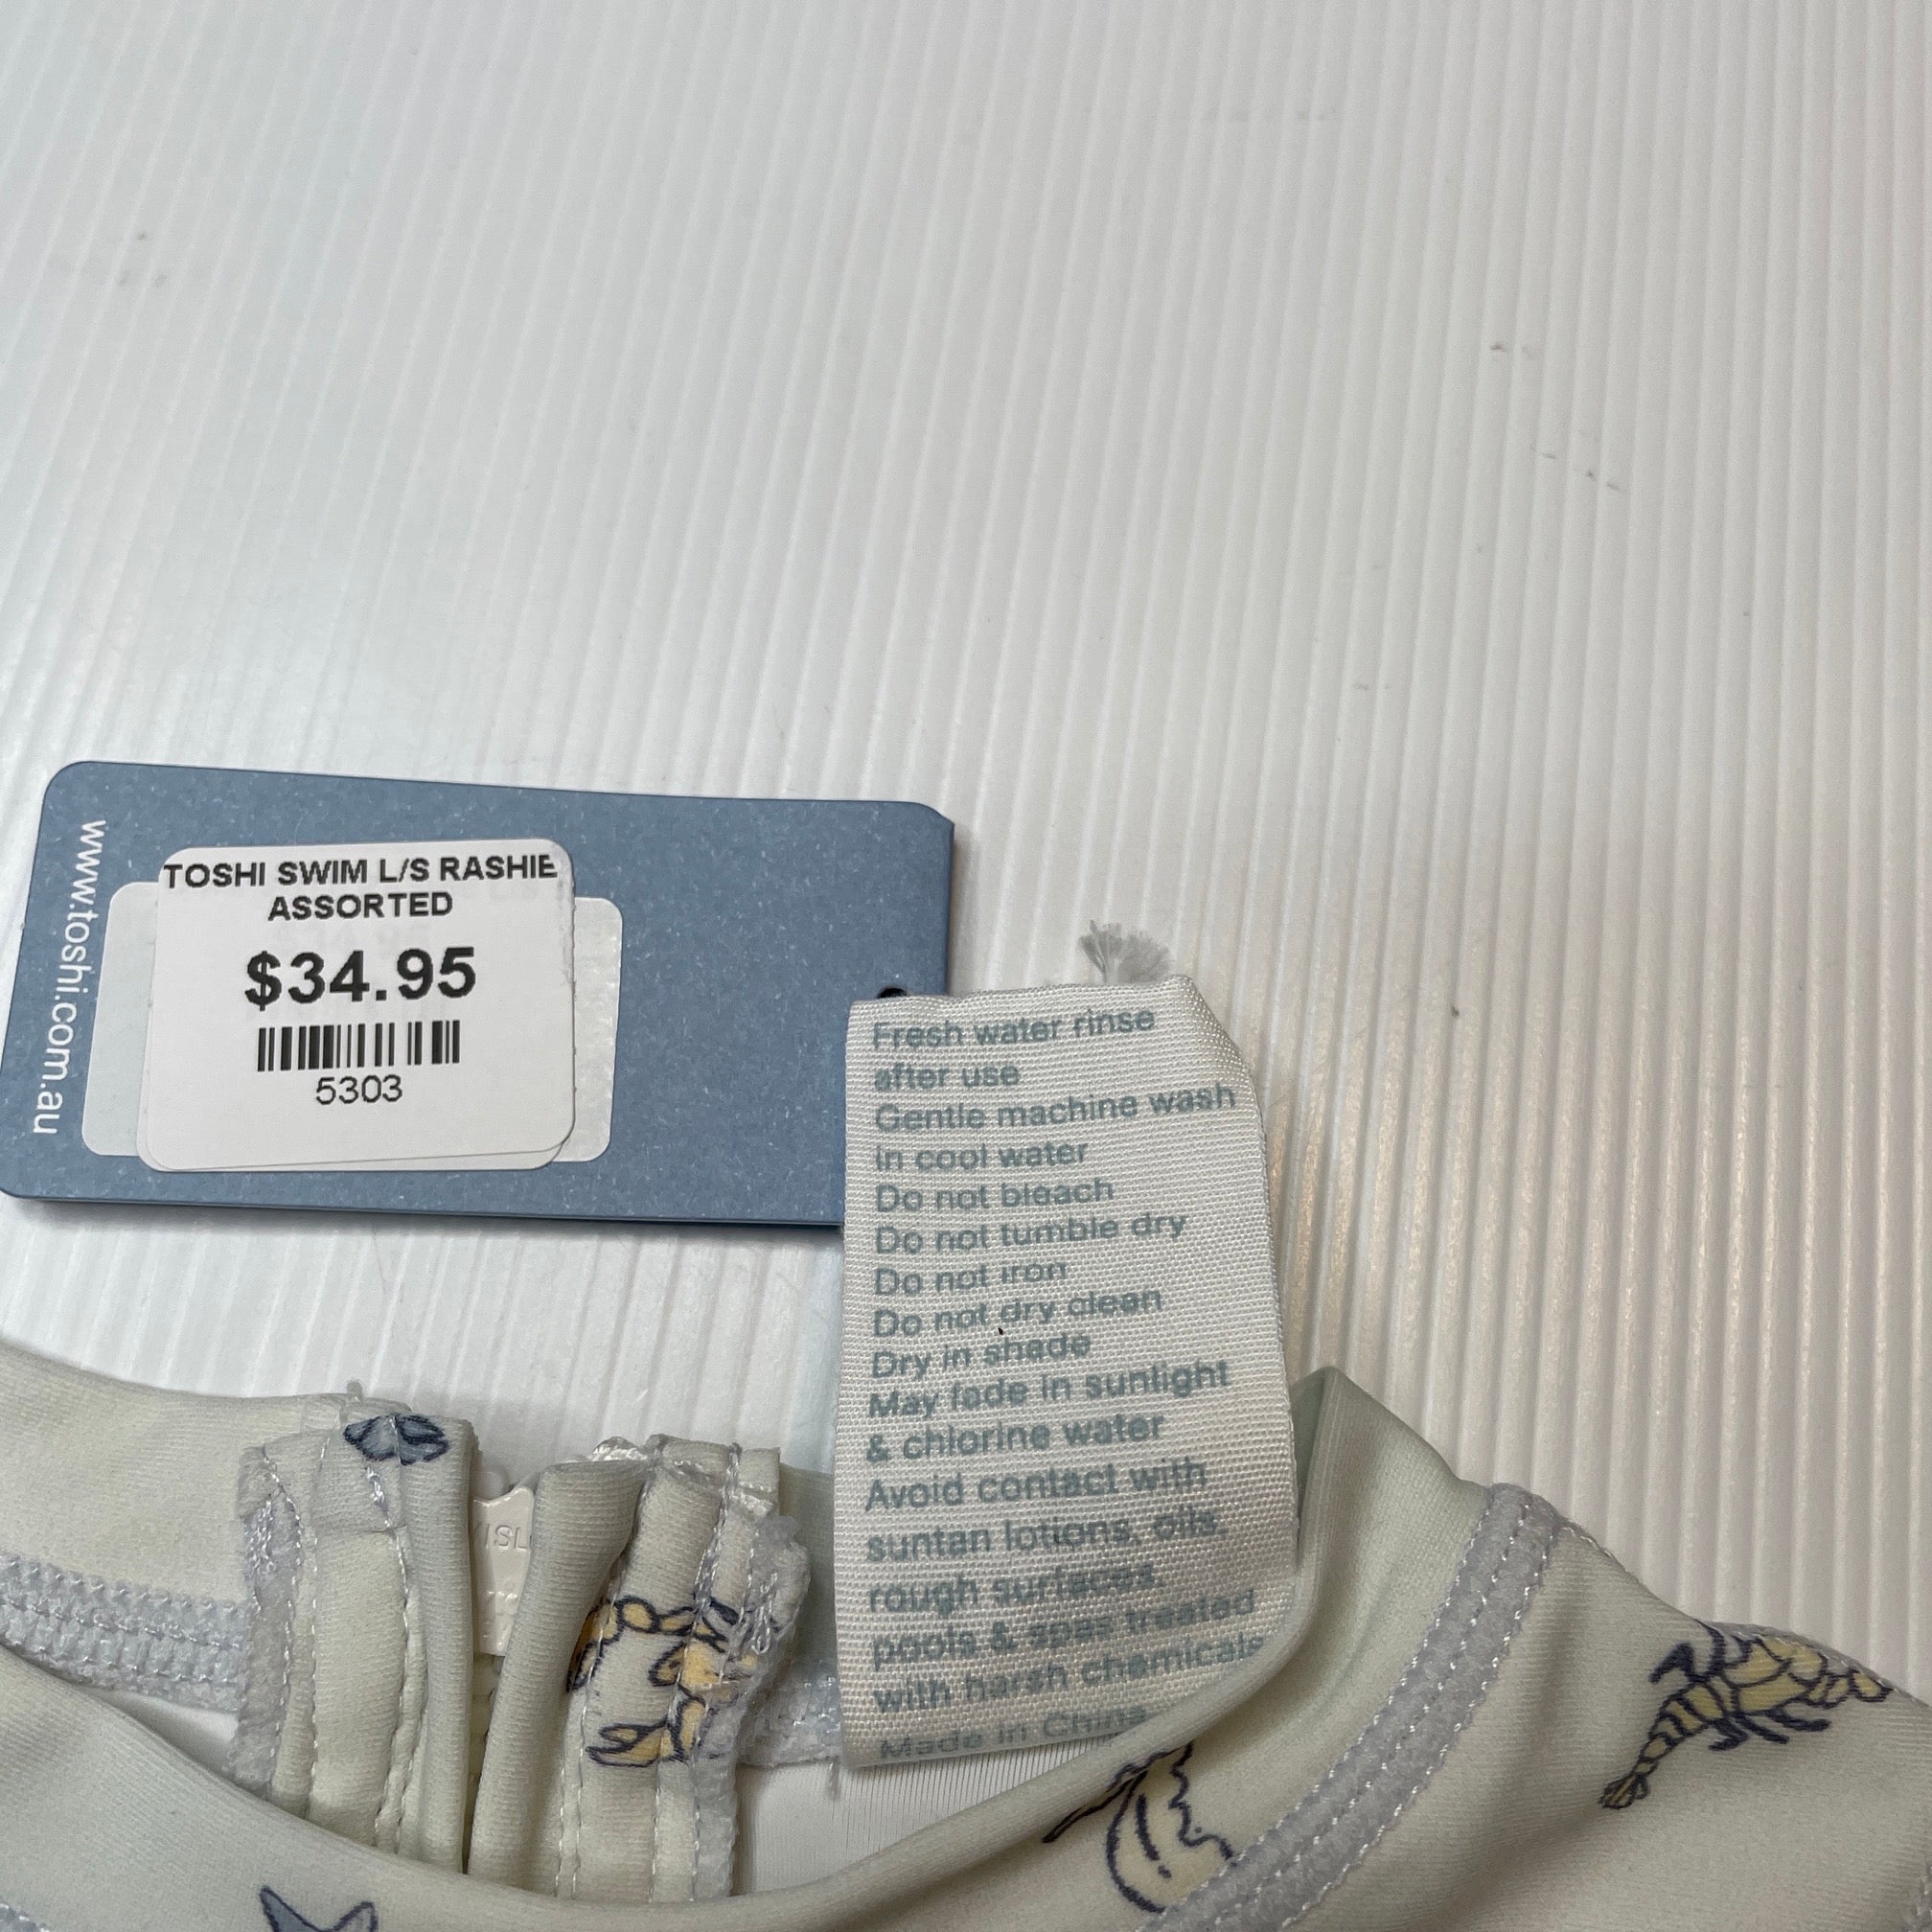 www.toshi.com.au
TOSHI SWIM L/S RASHIE
ASSORTED
$34.95
5303
Fresh water rinse
after use
Gentle machine wash
in cool water
Do not bleach
Do not tumble dry
Do not iron
Do not dry clean
Dry in shade
May fade in sunlight
& chlorine water
Avoid contact with
suntan lotions, oils,
rough surfaces,
pools & spas treated
with harsh chemicals
Made in China